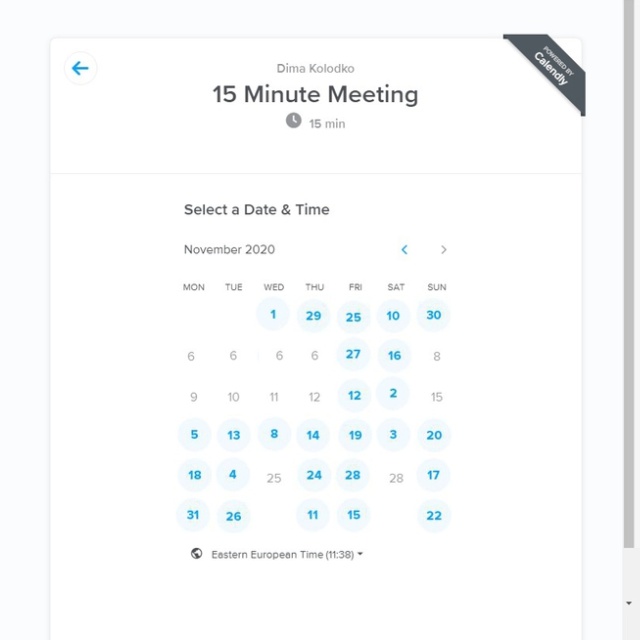 Dima Kolodko
15 Minute Meeting
15 min
POWERED BY
Calendly
Select a Date & Time
November 2020
MON TUE WED THU FRI SAT SUN
1 29 25 10 30
6 6 6 6 27 16 8
9 10 11 12 12 2 15
5 13 8 14 19 3 20
18 4 25 24 28 28 17
31 26 11 15 22
Eastern European Time (11:38)